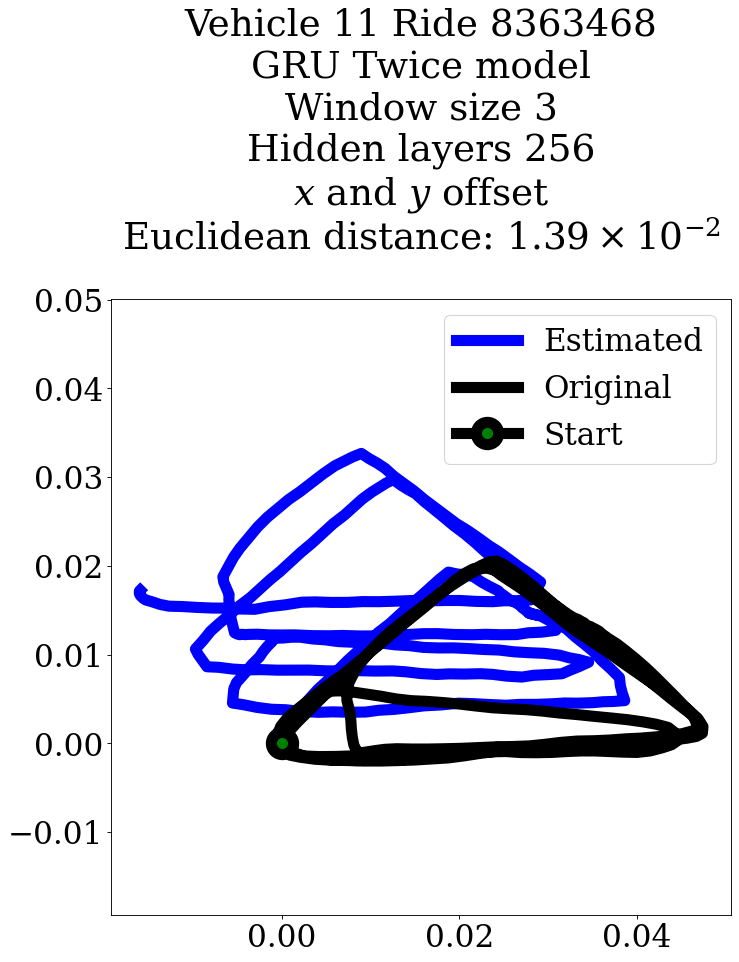 Vehicle 11 Ride 8363468
GRU Twice model
Window size 3
Hidden layers 256
x and y offset
Euclidean distance: 1.39 × 10⁻²
0.05
0.04
0.03
0.02
0.01
0.00
−0.01
Estimated
Original
Start
0.00 0.02 0.04